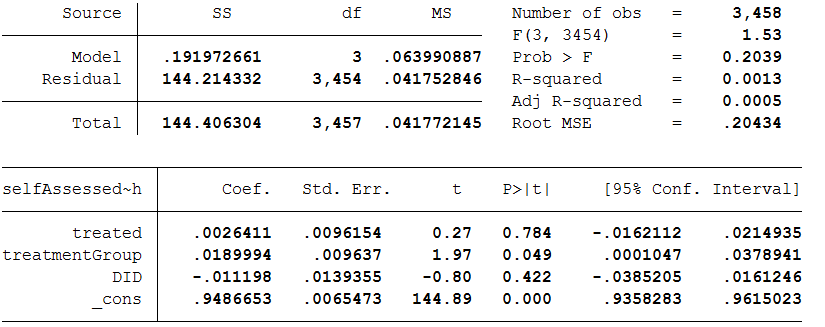 Source SS df MS Number of obs = 3,458
F(3, 3454) = 1.53
Model .191972661 3 .063990887 Prob > F = 0.2039
Residual 144.214332 3,454 .041752846 R-squared = 0.0013
Adj R-squared = 0.0005
Total 144.406304 3,457 .041772145 Root MSE = .20434
selfAssessed~h Coef. Std. Err. t P>|t| [95% Conf. Interval]
treated .0026411 .0096154 0.27 0.784 -.0162112 .0214935
treatmentGroup .0189994 .009637 1.97 0.049 .0001047 .0378941
DID -.011198 .0139355 -0.80 0.422 -.0385205 .0161246
_cons .9486653 .0065473 144.89 0.000 .9358283 .9615023